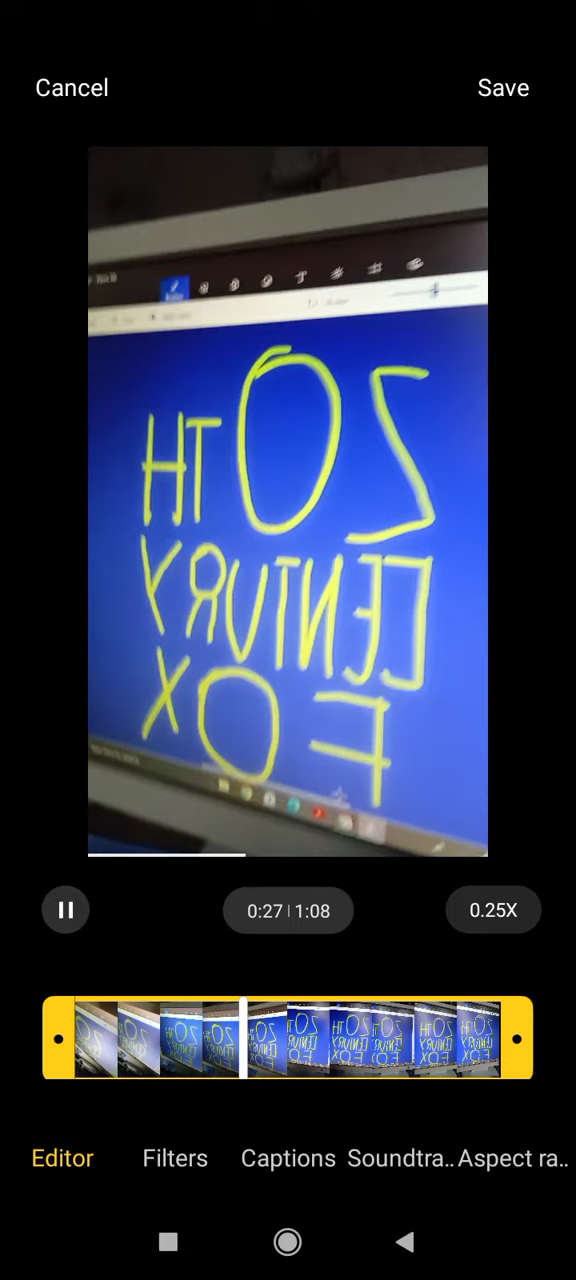 Cancel
Save
20TH
CENTURY
FOX
0:27 | 1:08
0.25X
Editor
Filters
Captions
Soundtra..
Aspect ra..